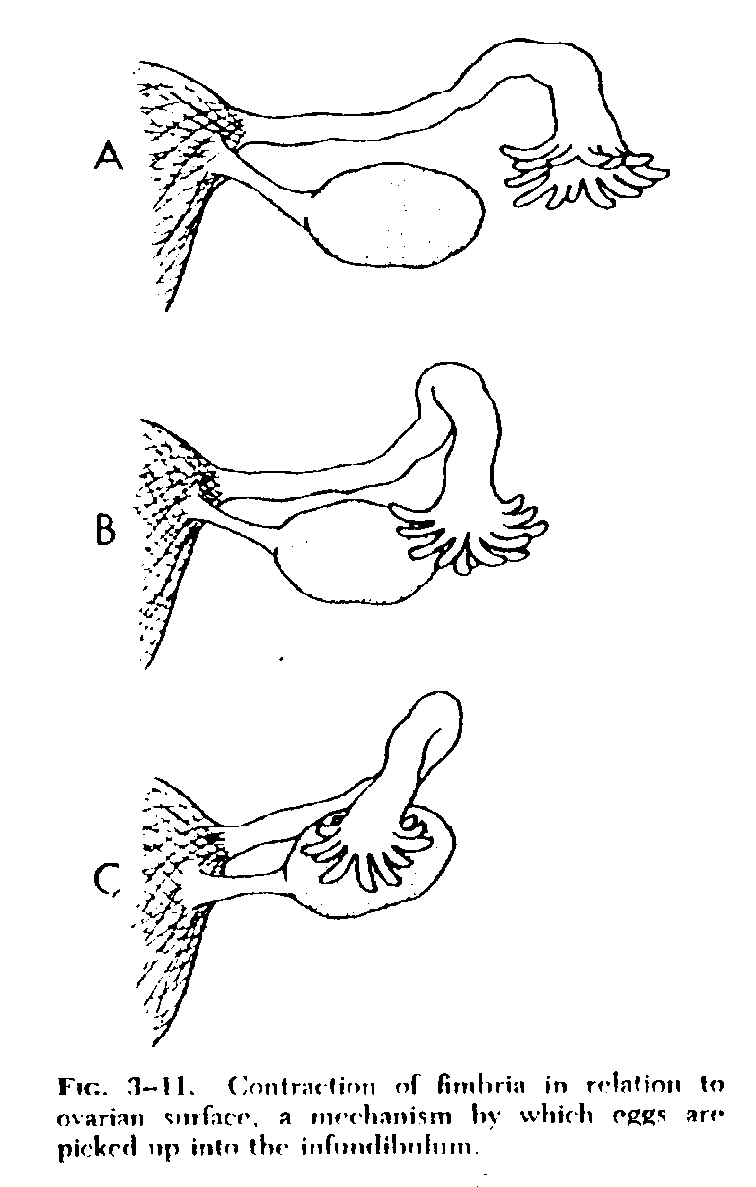 A
B
C
FIG. 3-11. Contraction of fimbria in relation to
ovarian surface, a mechanism by which eggs are
picked up into the infundibulum.